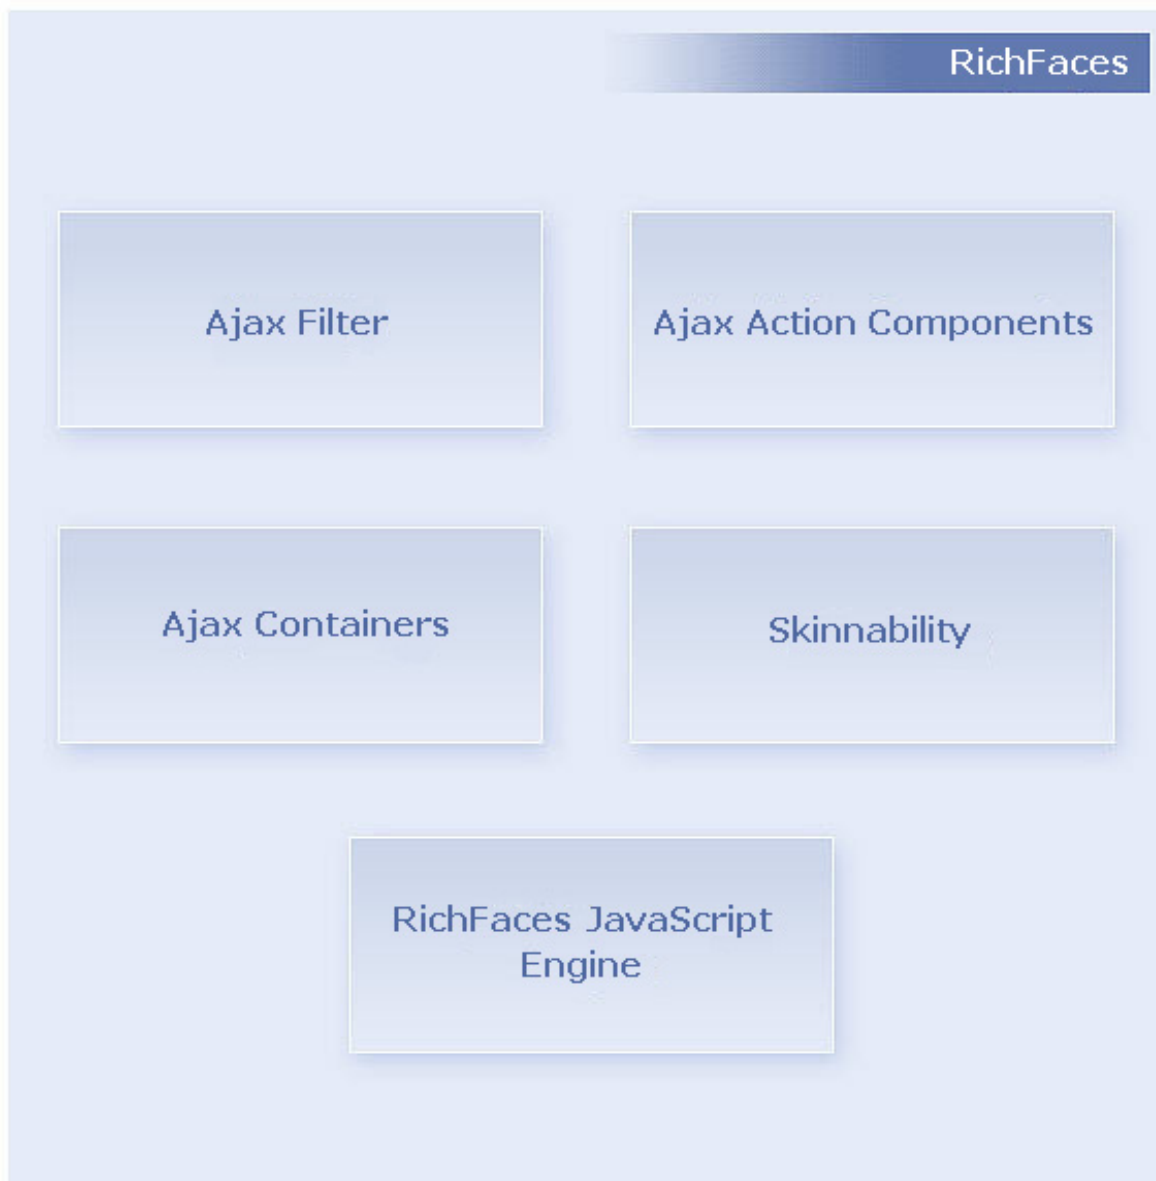 RichFaces
Ajax Filter
Ajax Action Components
Ajax Containers
Skinnability
RichFaces JavaScript
Engine